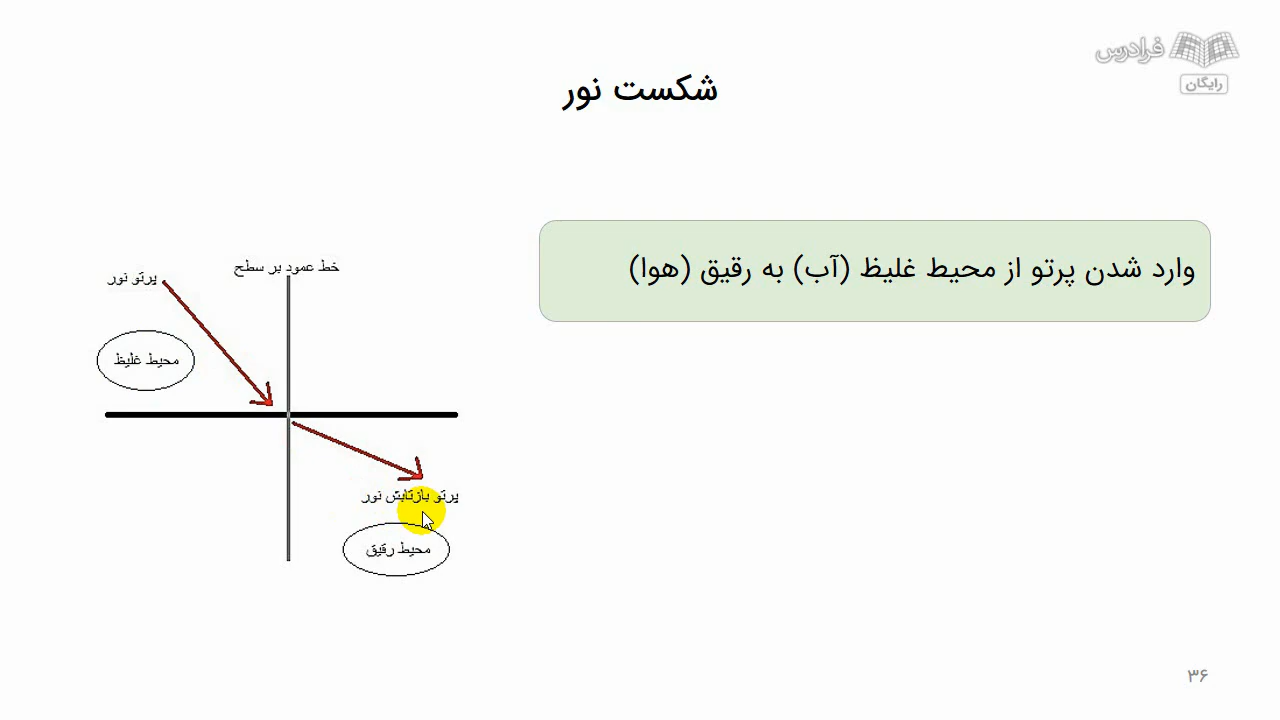 فرادرس
رایگان
شکست نور
وارد شدن پرتو از محیط غلیظ (آب) به رقیق (هوا)
خط عمود بر سطح
پرتو نور
محیط غلیظ
پرتو بازتابش نور
محیط رقیق
۳۶